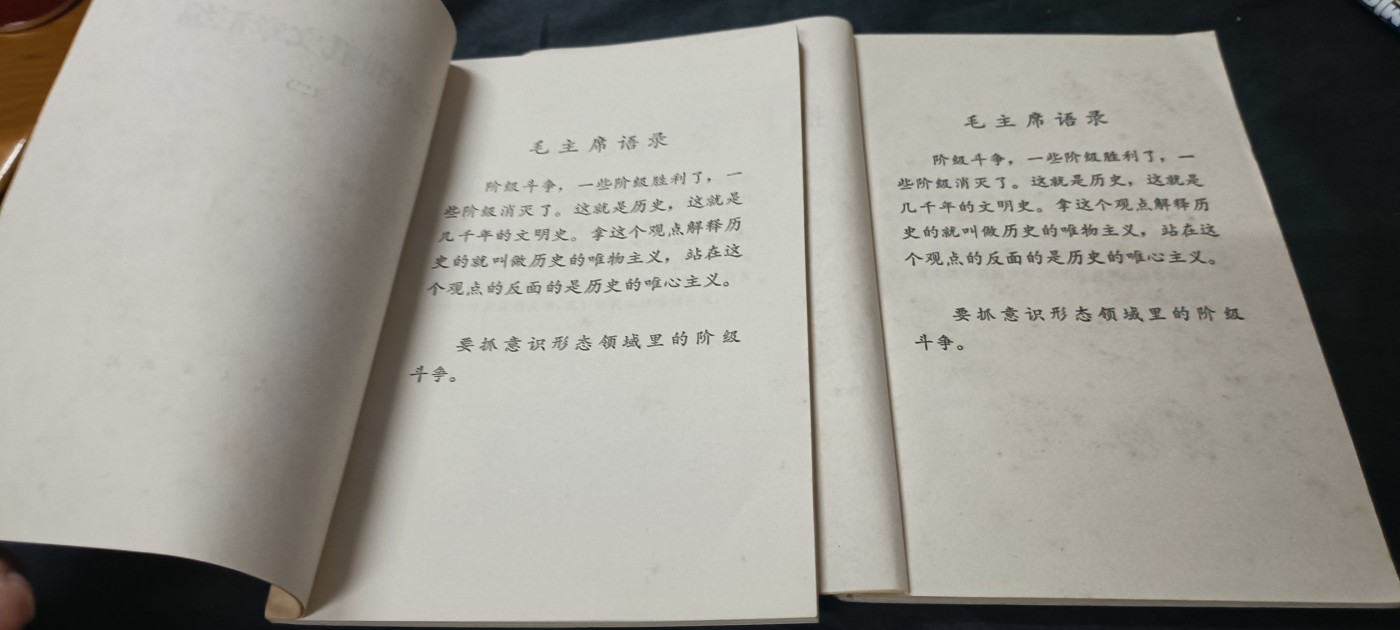 毛主席语录
阶级斗争，一些阶级胜利了，一
些阶级消灭了。这就是历史，这就是
几千年的文明史。拿这个观点解释历
史的就叫做历史的唯物主义，站在这
个观点的反面的是历史的唯心主义。
要抓意识形态领域里的阶级
斗争。
毛主席语录
阶级斗争，一些阶级胜利了，一
些阶级消灭了。这就是历史，这就是
几千年的文明史。拿这个观点解释历
史的就叫做历史的唯物主义，站在这
个观点的反面的是历史的唯心主义。
要抓意识形态领域里的阶级
斗争。